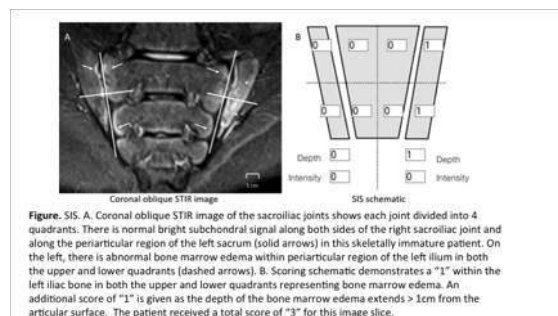 A
B
0 0 0 1
0 0 0 1
Depth 0 1 Depth
Intensity 0 0 Intensity
1 cm
Coronal oblique STIR image
SIS schematic
Figure. SIS. A. Coronal oblique STIR image of the sacroiliac joints shows each joint divided into 4
quadrants. There is normal bright subchondral signal along both sides of the right sacroiliac joint and
along the periarticular region of the left sacrum (solid arrows) in this skeletally immature patient. On
the left, there is abnormal bone marrow edema within periarticular region of the left ilium in both
the upper and lower quadrants (dashed arrows). B. Scoring schematic demonstrates a “1” within the
left iliac bone in both the upper and lower quadrants representing bone marrow edema. An
additional score of “1” is given as the depth of the bone marrow edema extends > 1cm from the
articular surface. The patient received a total score of “3” for this image slice.